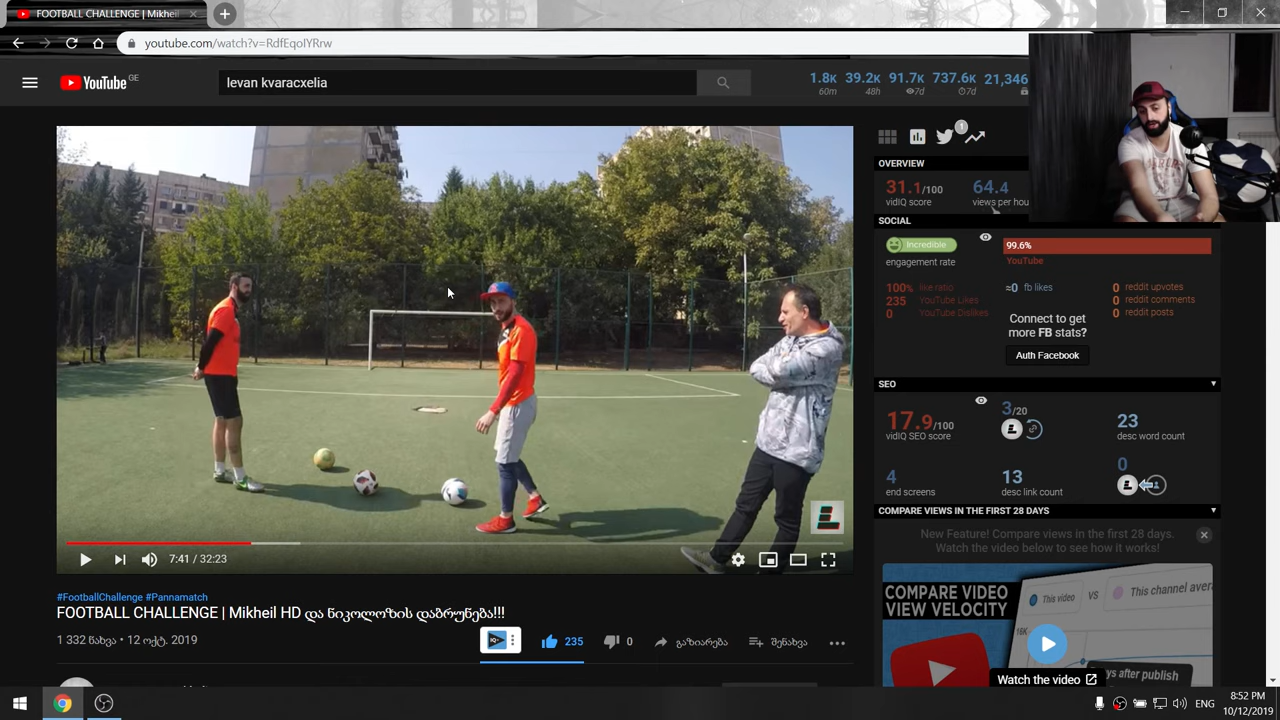 FOOTBALL CHALLENGE | Mikhei
youtube.com/watch?v=RdfEqoIYRrw
YouTube GE
levan kvaracxelia
1.8K 39.2K 91.7K 737.6K 21,346
60m 48h 7d 7d
1
OVERVIEW
31.1/100 64.4
vidIQ score views per hou
SOCIAL
Incredible 99.6%
engagement rate YouTube
100% like ratio ≈0 fb likes 0 reddit upvotes
235 YouTube Likes 0 reddit comments
0 YouTube Dislikes 0 reddit posts
Connect to get
more FB stats?
Auth Facebook
SEO
17.9/100 3/20 23
vidIQ SEO score desc word count
4 13 0
end screens desc link count
COMPARE VIEWS IN THE FIRST 28 DAYS
New Feature! Compare views in the first 28 days.
Watch the video below to see how it works!
COMPARE VIDEO
VIEW VELOCITY
This video VS This channel avera
16K
Watch the video
ays after publish
7:41 / 32:23
#FootballChallenge #Pannamatch
FOOTBALL CHALLENGE | Mikheil HD და ნიკოლოზის დაბრუნება!!!
1 332 ნახვა • 12 ოქტ. 2019
IQ 235 0 გაზიარება შენახვა
ENG
8:52 PM
10/12/2019